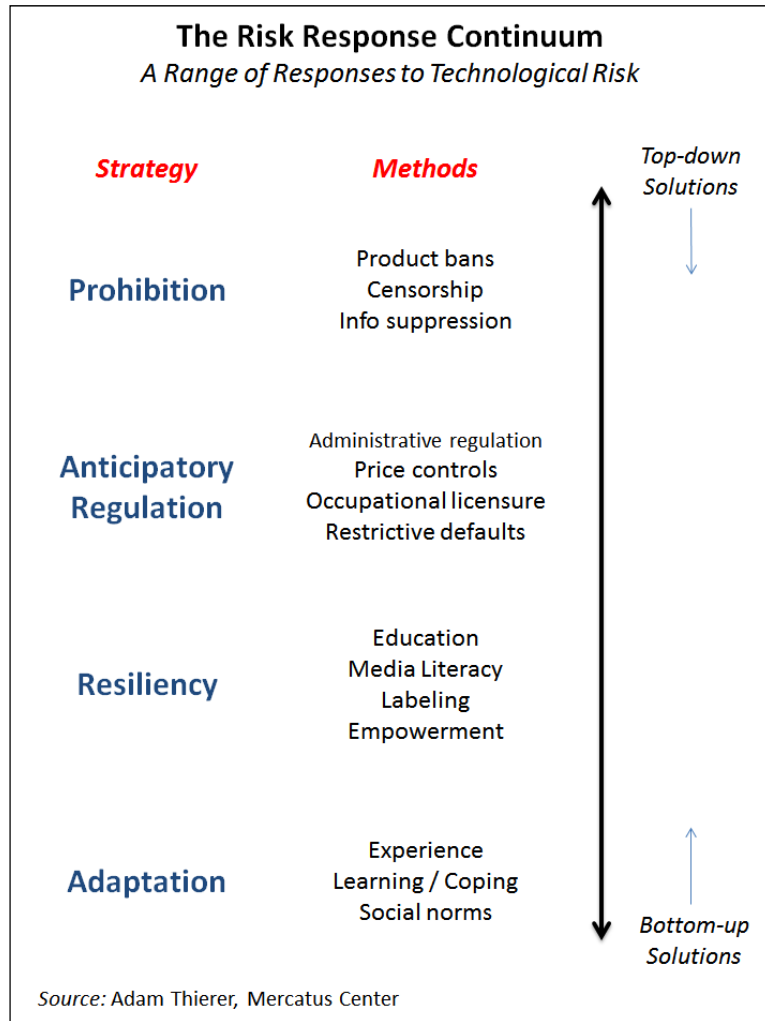 The Risk Response Continuum
A Range of Responses to Technological Risk
Strategy
Methods
Top-down
Solutions
Prohibition
Product bans
Censorship
Info suppression
Anticipatory
Regulation
Administrative regulation
Price controls
Occupational licensure
Restrictive defaults
Resiliency
Education
Media Literacy
Labeling
Empowerment
Adaptation
Experience
Learning / Coping
Social norms
Bottom-up
Solutions
Source: Adam Thierer, Mercatus Center